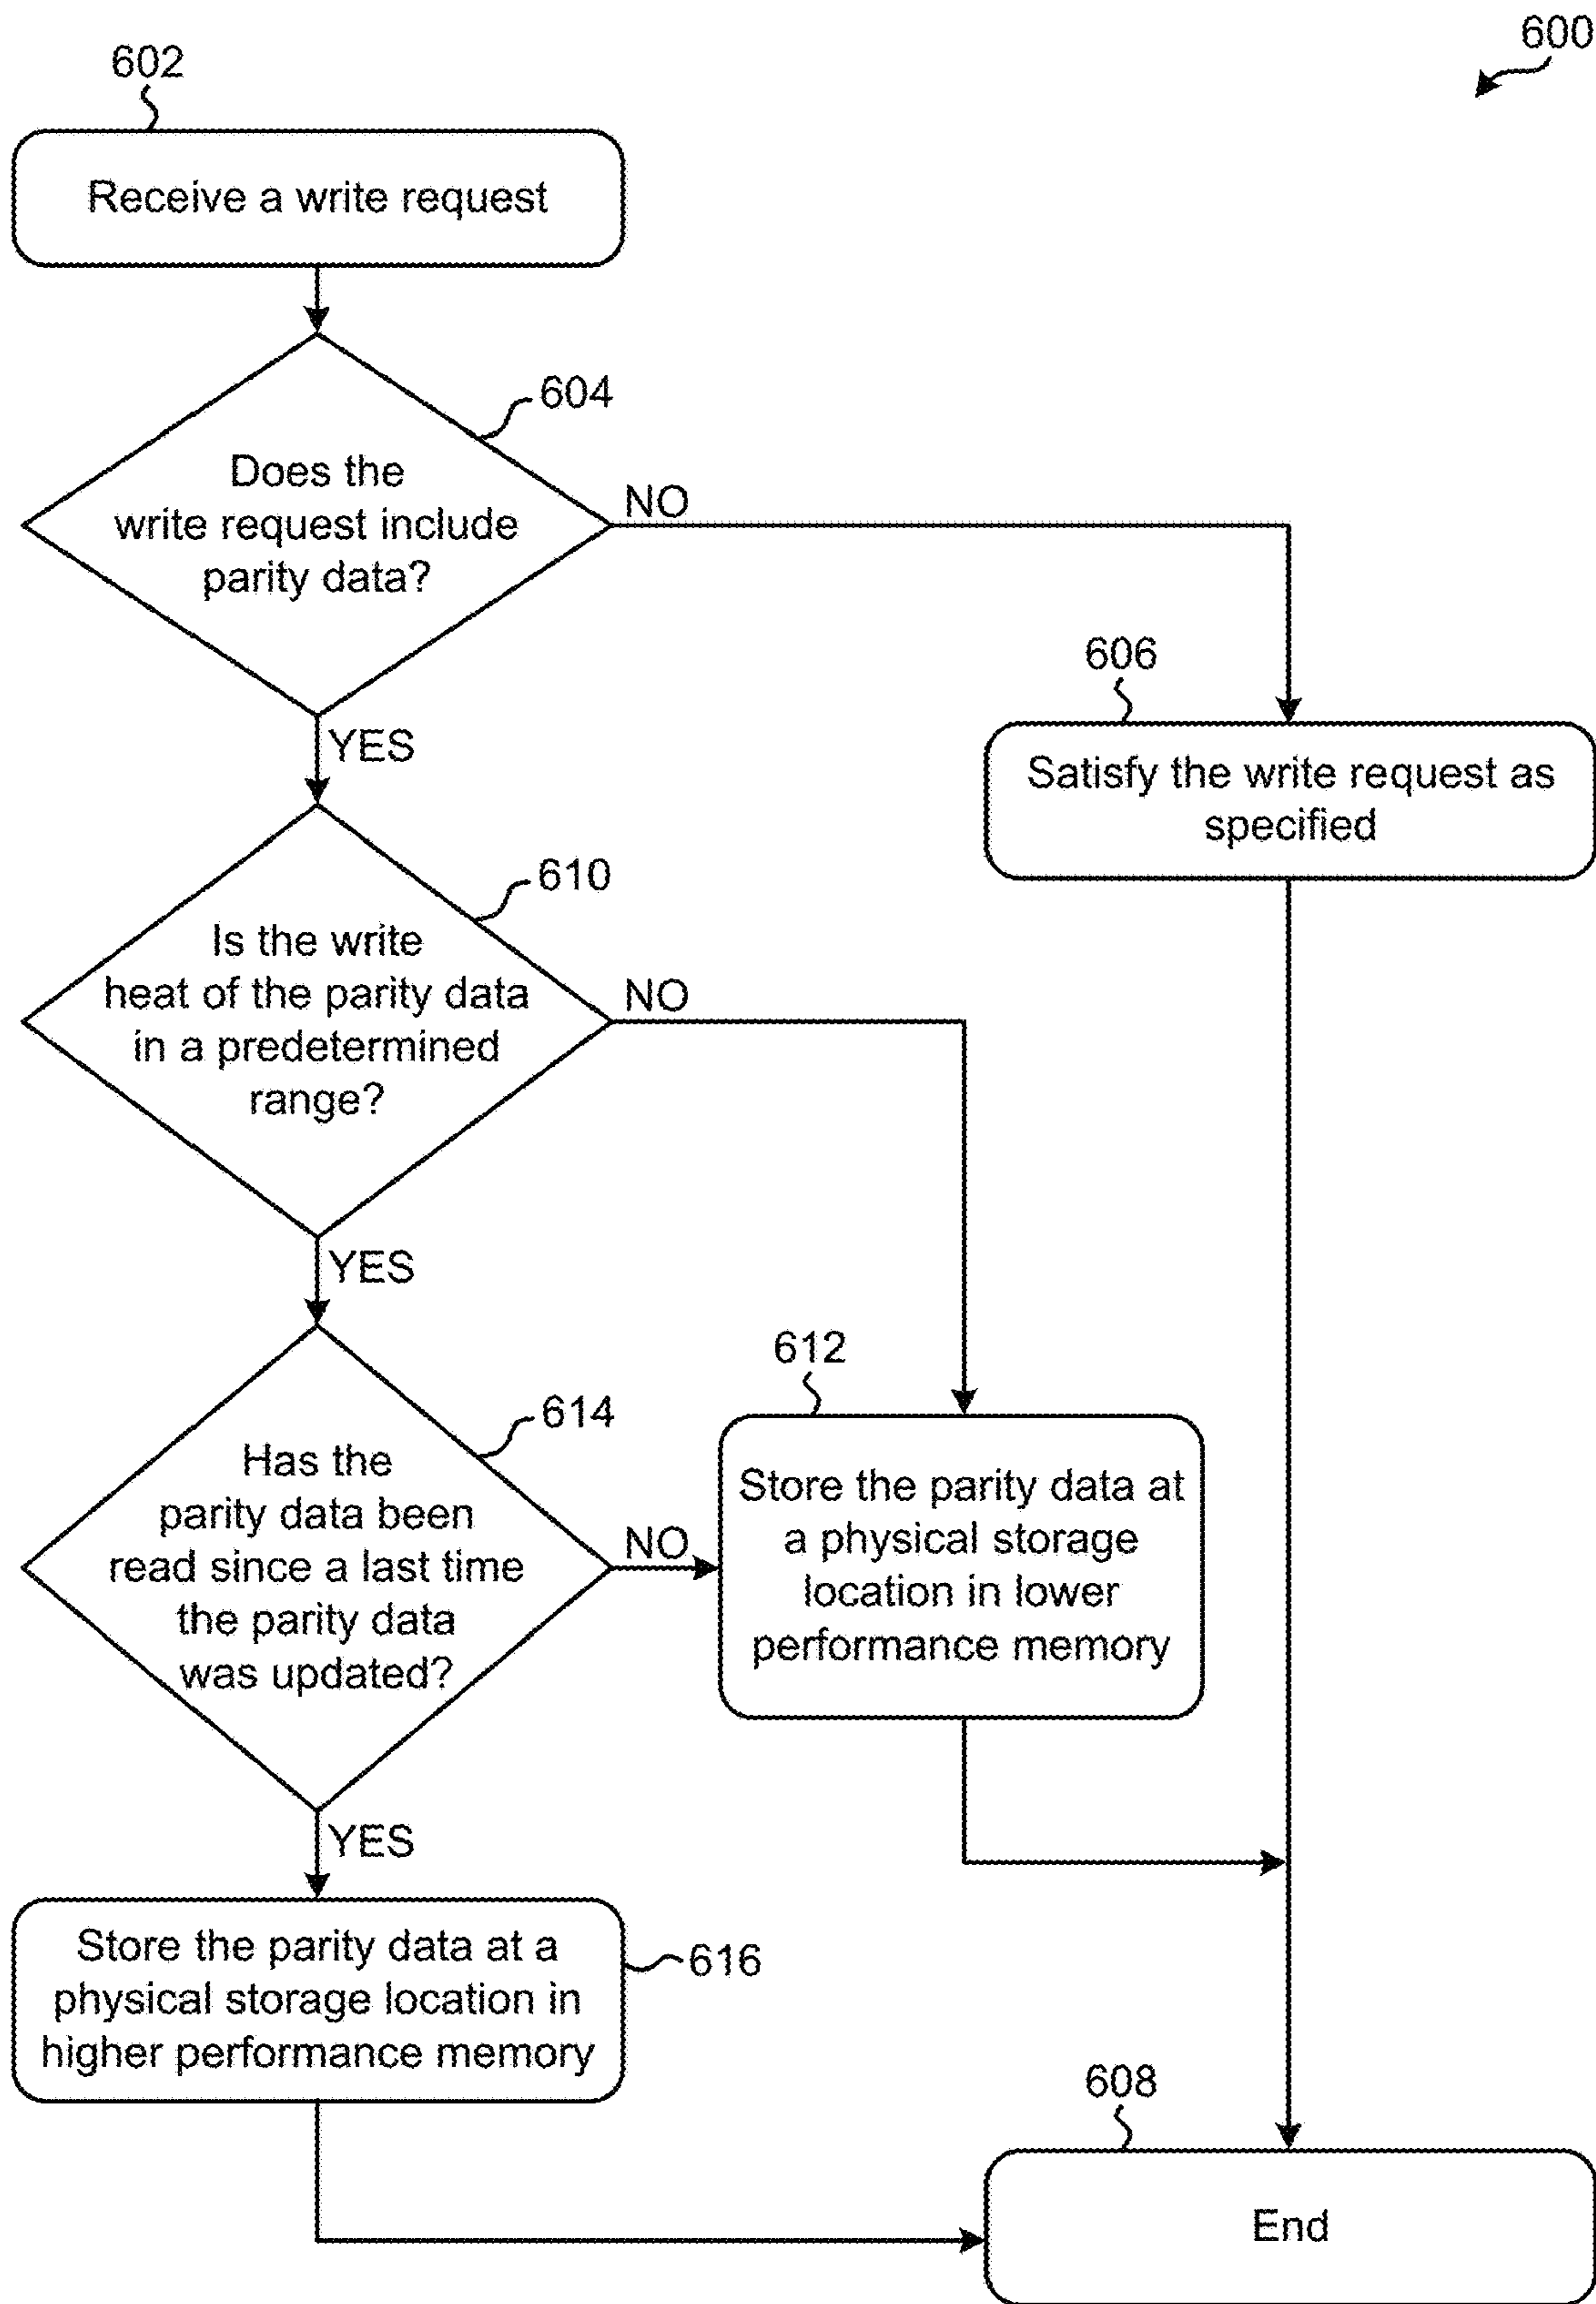 600
602
Receive a write request
604
Does the
write request include
parity data?
NO
YES
606
Satisfy the write request as
specified
610
Is the write
heat of the parity data
in a predetermined
range?
NO
YES
612
Store the parity data at
a physical storage
location in lower
performance memory
614
Has the
parity data been
read since a last time
the parity data
was updated?
NO
YES
Store the parity data at a
physical storage location in
higher performance memory
616
608
End